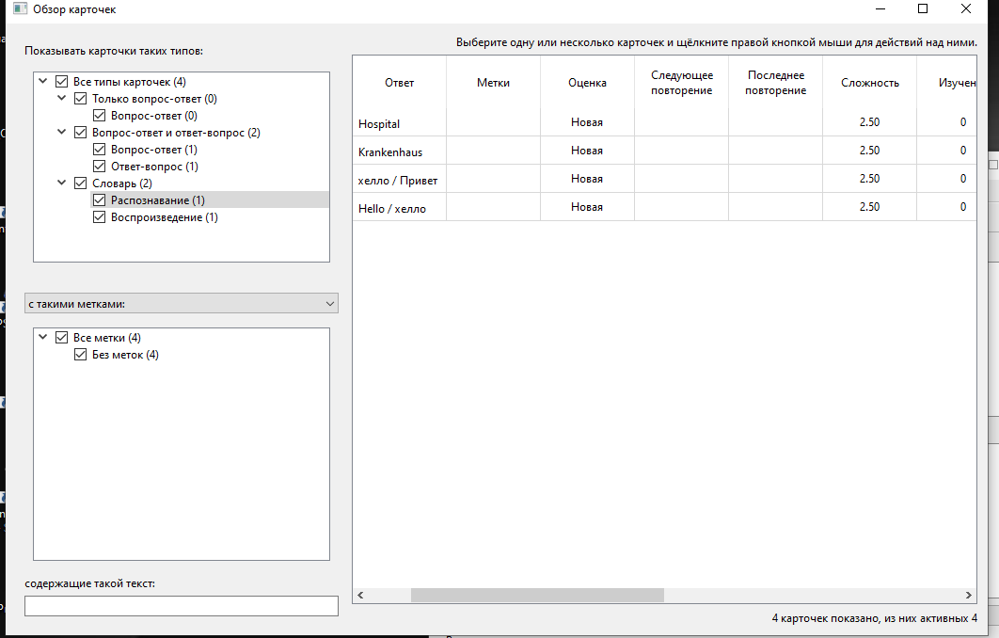 Обзор карточек
Показывать карточки таких типов:
Все типы карточек (4)
Только вопрос-ответ (0)
Вопрос-ответ (0)
Вопрос-ответ и ответ-вопрос (2)
Вопрос-ответ (1)
Ответ-вопрос (1)
Словарь (2)
Распознавание (1)
Воспроизведение (1)
с такими метками:
Все метки (4)
Без меток (4)
содержащие такой текст:
Выберите одну или несколько карточек и щёлкните правой кнопкой мыши для действий над ними.
Ответ Метки Оценка Следующее повторение Последнее повторение Сложность Изучен
Hospital Новая 2.50 0
Krankenhaus Новая 2.50 0
хелло / Привет Новая 2.50 0
Hello / хелло Новая 2.50 0
4 карточек показано, из них активных 4